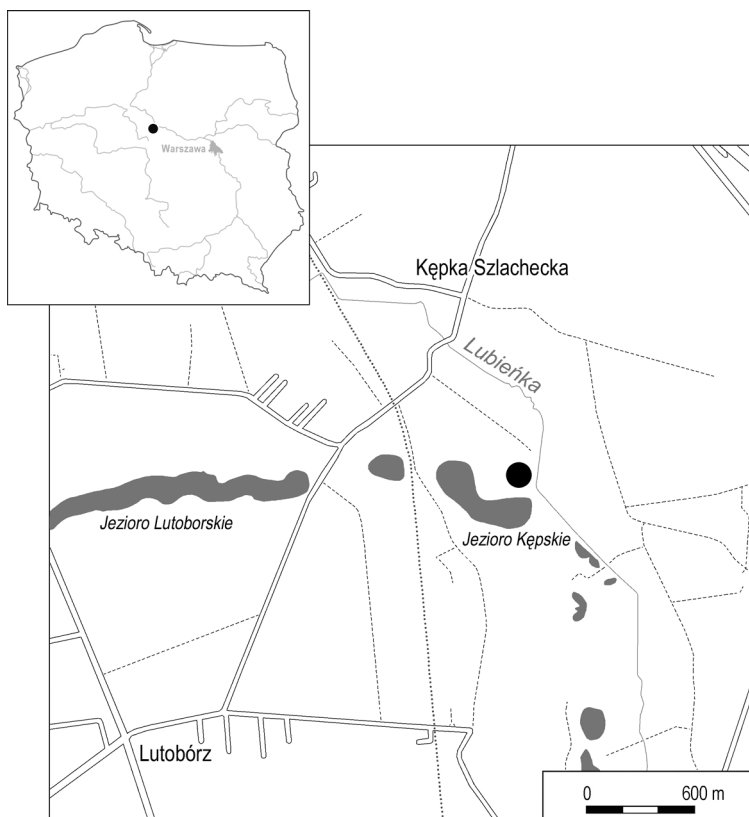 Warszawa
Kępka Szlachecka
Lubieńka
Jezioro Lutoborskie
Jezioro Kępskie
Lutobórz
0 600 m